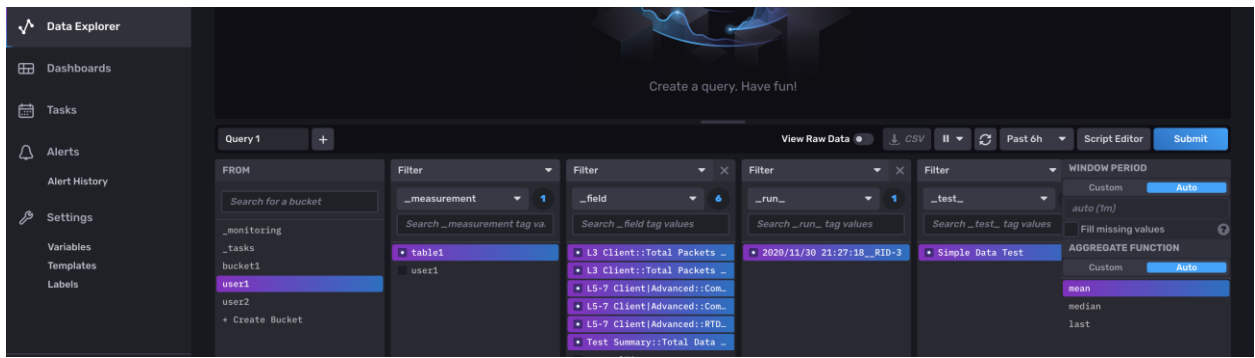 Data Explorer
Dashboards
Tasks
Alerts
Alert History
Settings
Variables
Templates
Labels
Create a query. Have fun!
Query 1
+
View Raw Data
CSV
Past 6h
Script Editor
Submit
FROM
Search for a bucket
_monitoring
_tasks
bucket1
user1
user2
+ Create Bucket
Filter
_measurement
1
Search _measurement tag va.
table1
user1
Filter
_field
6
Search _field tag values
L3 Client::Total Packets …
L3 Client::Total Packets …
L5-7 Client|Advanced::Com…
L5-7 Client|Advanced::Com…
L5-7 Client|Advanced::RTD…
Test Summary::Total Data …
Filter
_run_
1
Search _run_ tag values
2020/11/30 21:27:18__RID-3
Filter
_test_
Search _test_ tag values
Simple Data Test
WINDOW PERIOD
Custom
Auto
auto (1m)
Fill missing values
?
AGGREGATE FUNCTION
Custom
Auto
mean
median
last